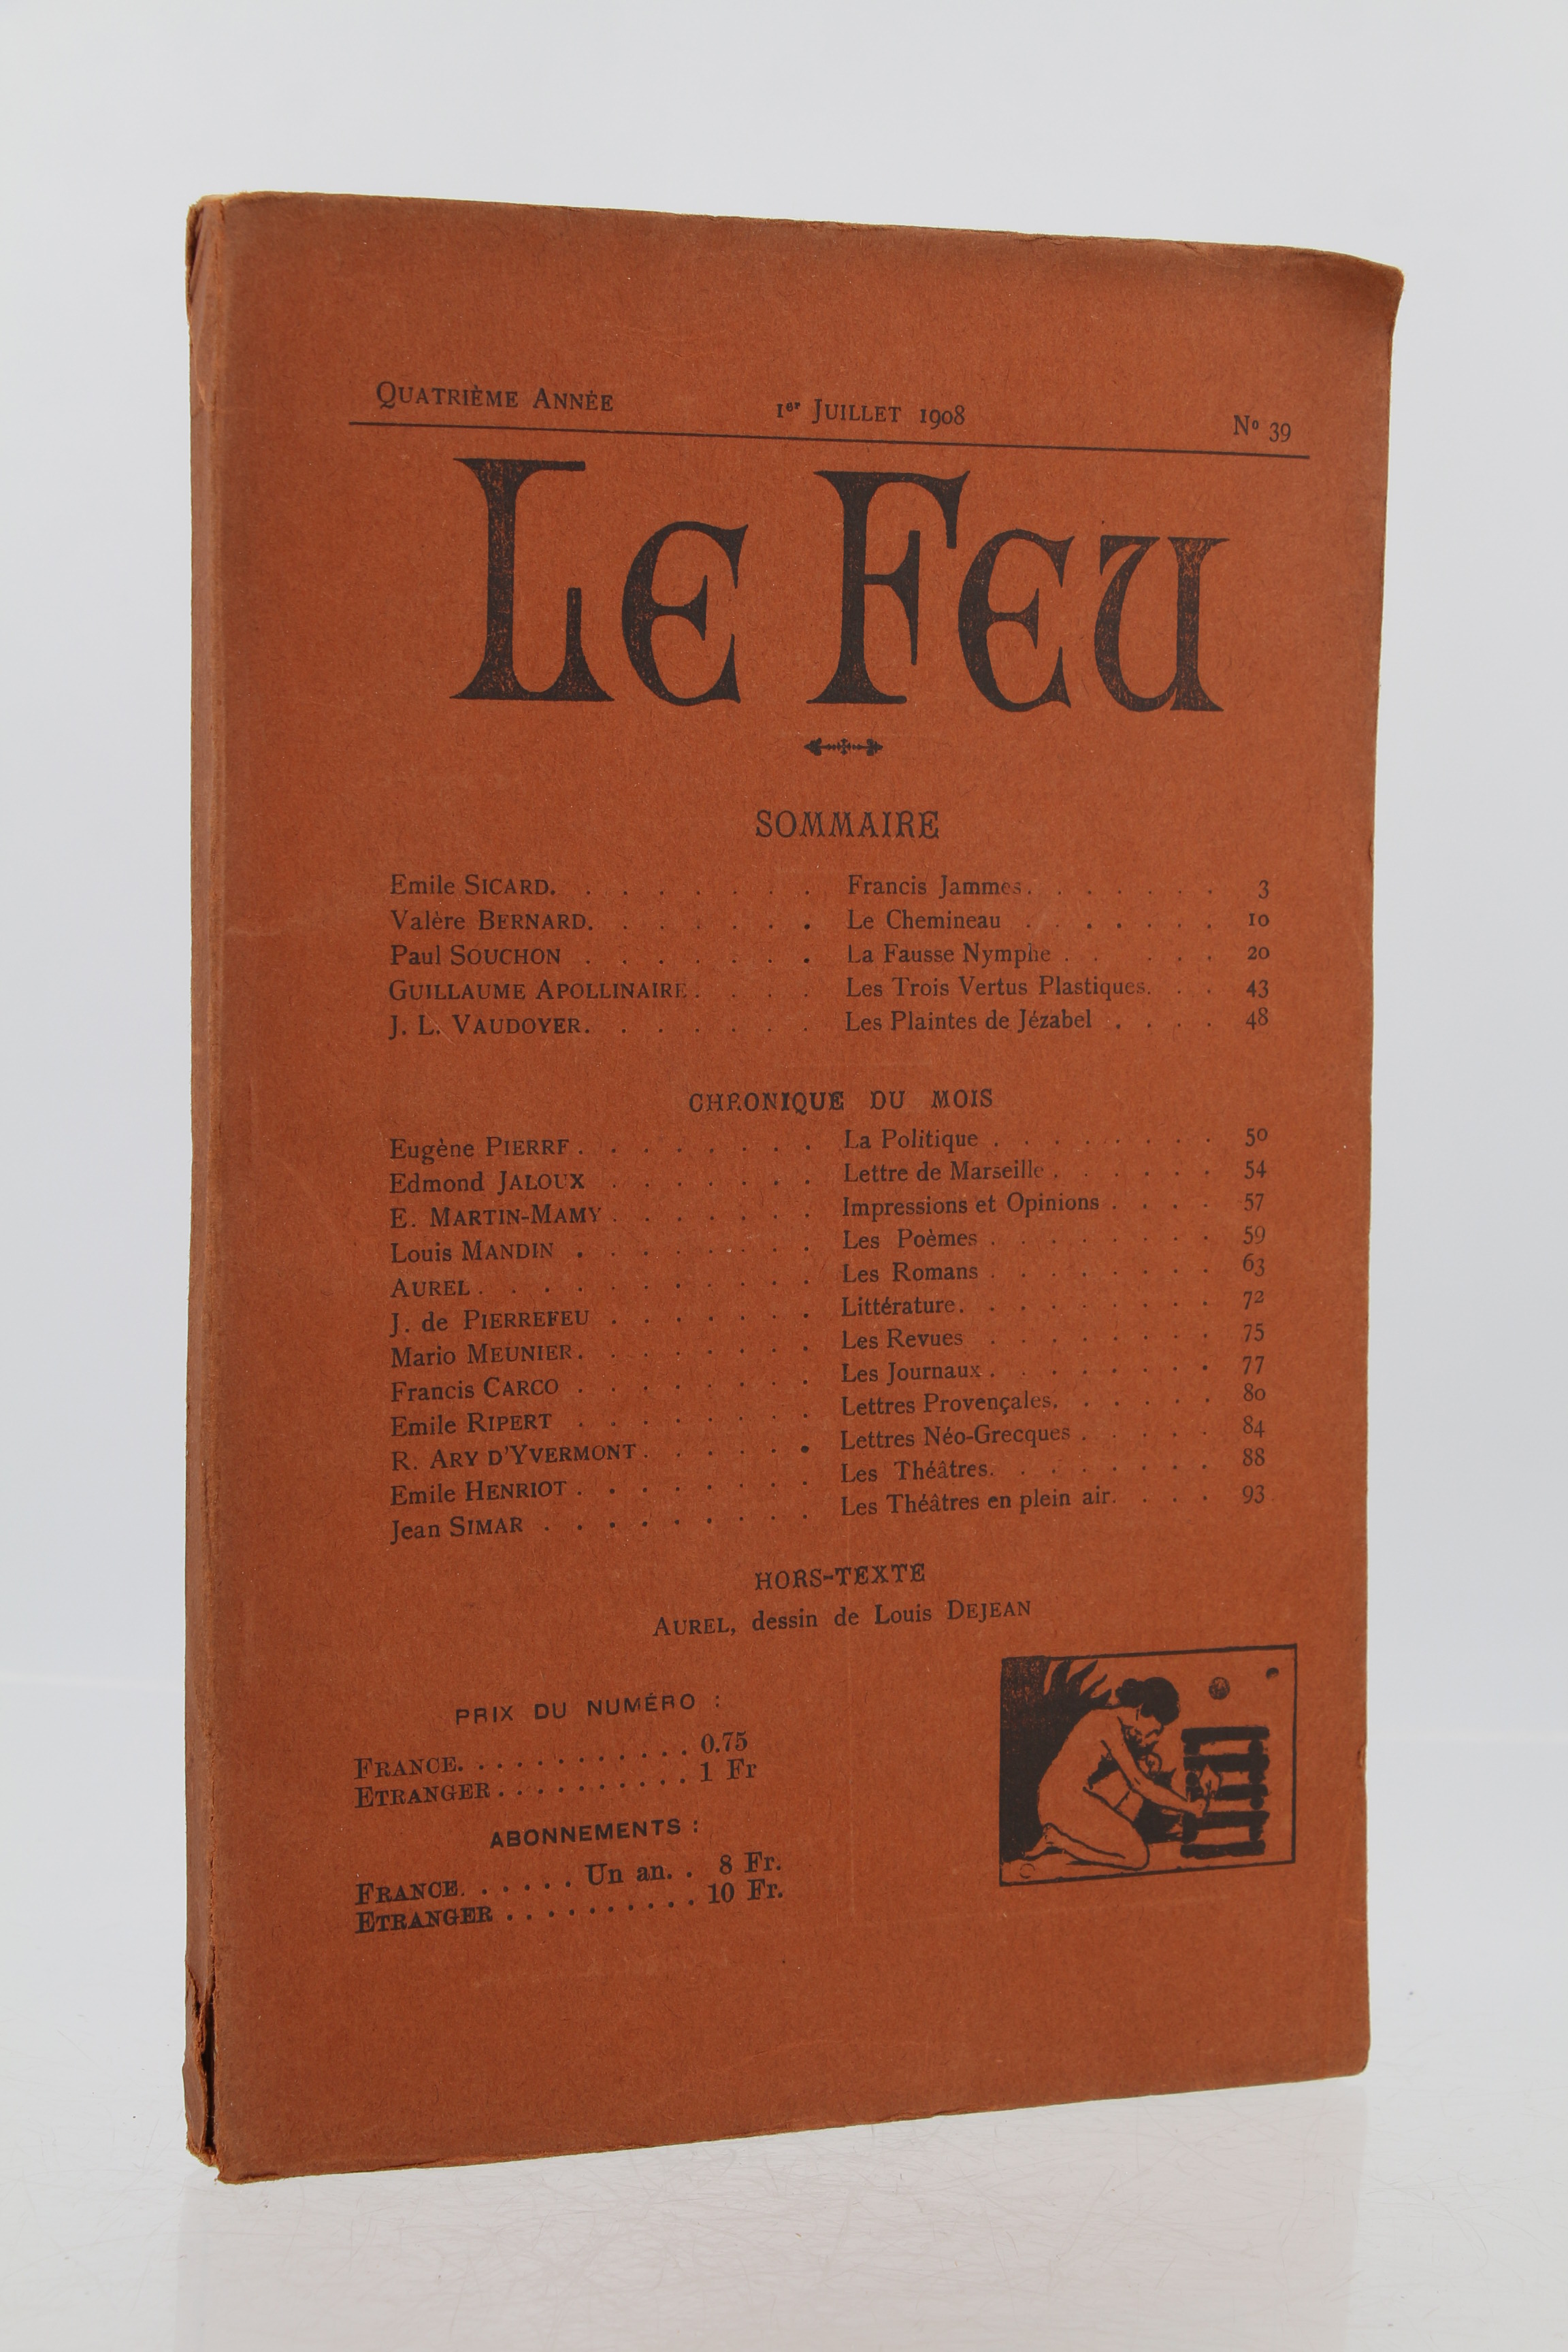 QUATRIÈME ANNÉE 1er JUILLET 1908 No 39
LE FEU
SOMMAIRE
Emile SICARD. . . . . . . . . Francis Jammes. . . . . . . 3
Valère BERNARD. . . . . . . . Le Chemineau . . . . . . . 10
Paul SOUCHON . . . . . . . . La Fausse Nymphe . . . . . 20
GUILLAUME APOLLINAIRE. . . . . Les Trois Vertus Plastiques. . . 43
J. L. VAUDOYER. . . . . . . . Les Plaintes de Jézabel . . . . 48
CHRONIQUE DU MOIS
Eugène PIERRE . . . . . . . . La Politique . . . . . . . . 50
Edmond JALOUX . . . . . . . Lettre de Marseille . . . . . . 54
E. MARTIN-MAMY . . . . . . . Impressions et Opinions . . . . 57
Louis MANDIN . . . . . . . . Les Poèmes . . . . . . . . 59
AUREL . . . . . . . . . . . Les Romans . . . . . . . . 63
J. de PIERREFEU . . . . . . . Littérature. . . . . . . . . 72
Mario MEUNIER. . . . . . . . Les Revues . . . . . . . . 75
Francis CARCO . . . . . . . . Les Journaux . . . . . . . . 77
Emile RIPERT . . . . . . . . Lettres Provençales. . . . . . 80
R. ARY D'YVERMONT . . . . . . Lettres Néo-Grecques . . . . . 84
Emile HENRIOT . . . . . . . . Les Théâtres. . . . . . . . 88
Jean SIMAR . . . . . . . . . Les Théâtres en plein air. . . . 93
HORS-TEXTE
AUREL, dessin de Louis DEJEAN
PRIX DU NUMÉRO :
FRANCE. . . . . . . . . . . . 0.75
ETRANGER . . . . . . . . . . 1 Fr
ABONNEMENTS :
FRANCE. . . . . . Un an. . 8 Fr.
ETRANGER . . . . . . . . . . 10 Fr.